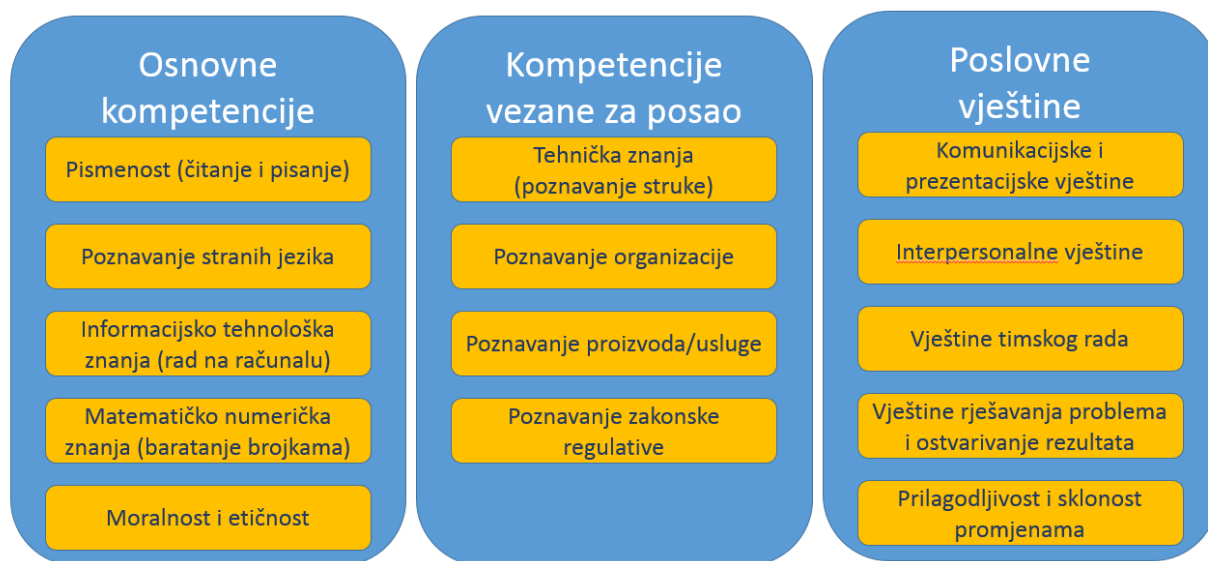 Osnovne
kompetencije
Pismenost (čitanje i pisanje)
Poznavanje stranih jezika
Informacijsko tehnološka
znanja (rad na računalu)
Matematičko numerička
znanja (baratanje brojkama)
Moralnost i etičnost
Kompetencije
vezane za posao
Tehnička znanja
(poznavanje struke)
Poznavanje organizacije
Poznavanje proizvoda/usluge
Poznavanje zakonske
regulative
Poslovne
vještine
Komunikacijske i
prezentacijske vještine
Interpersonalne vještine
Vještine timskog rada
Vještine rješavanja problema
i ostvarivanje rezultata
Prilagodljivost i sklonost
promjenama